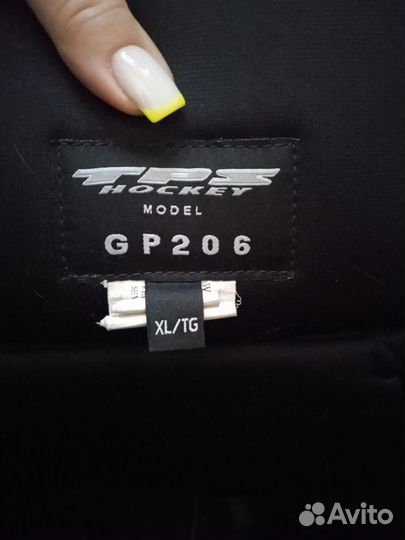 TPS
HOCKEY
MODEL
GP206
XL/TG
Avito